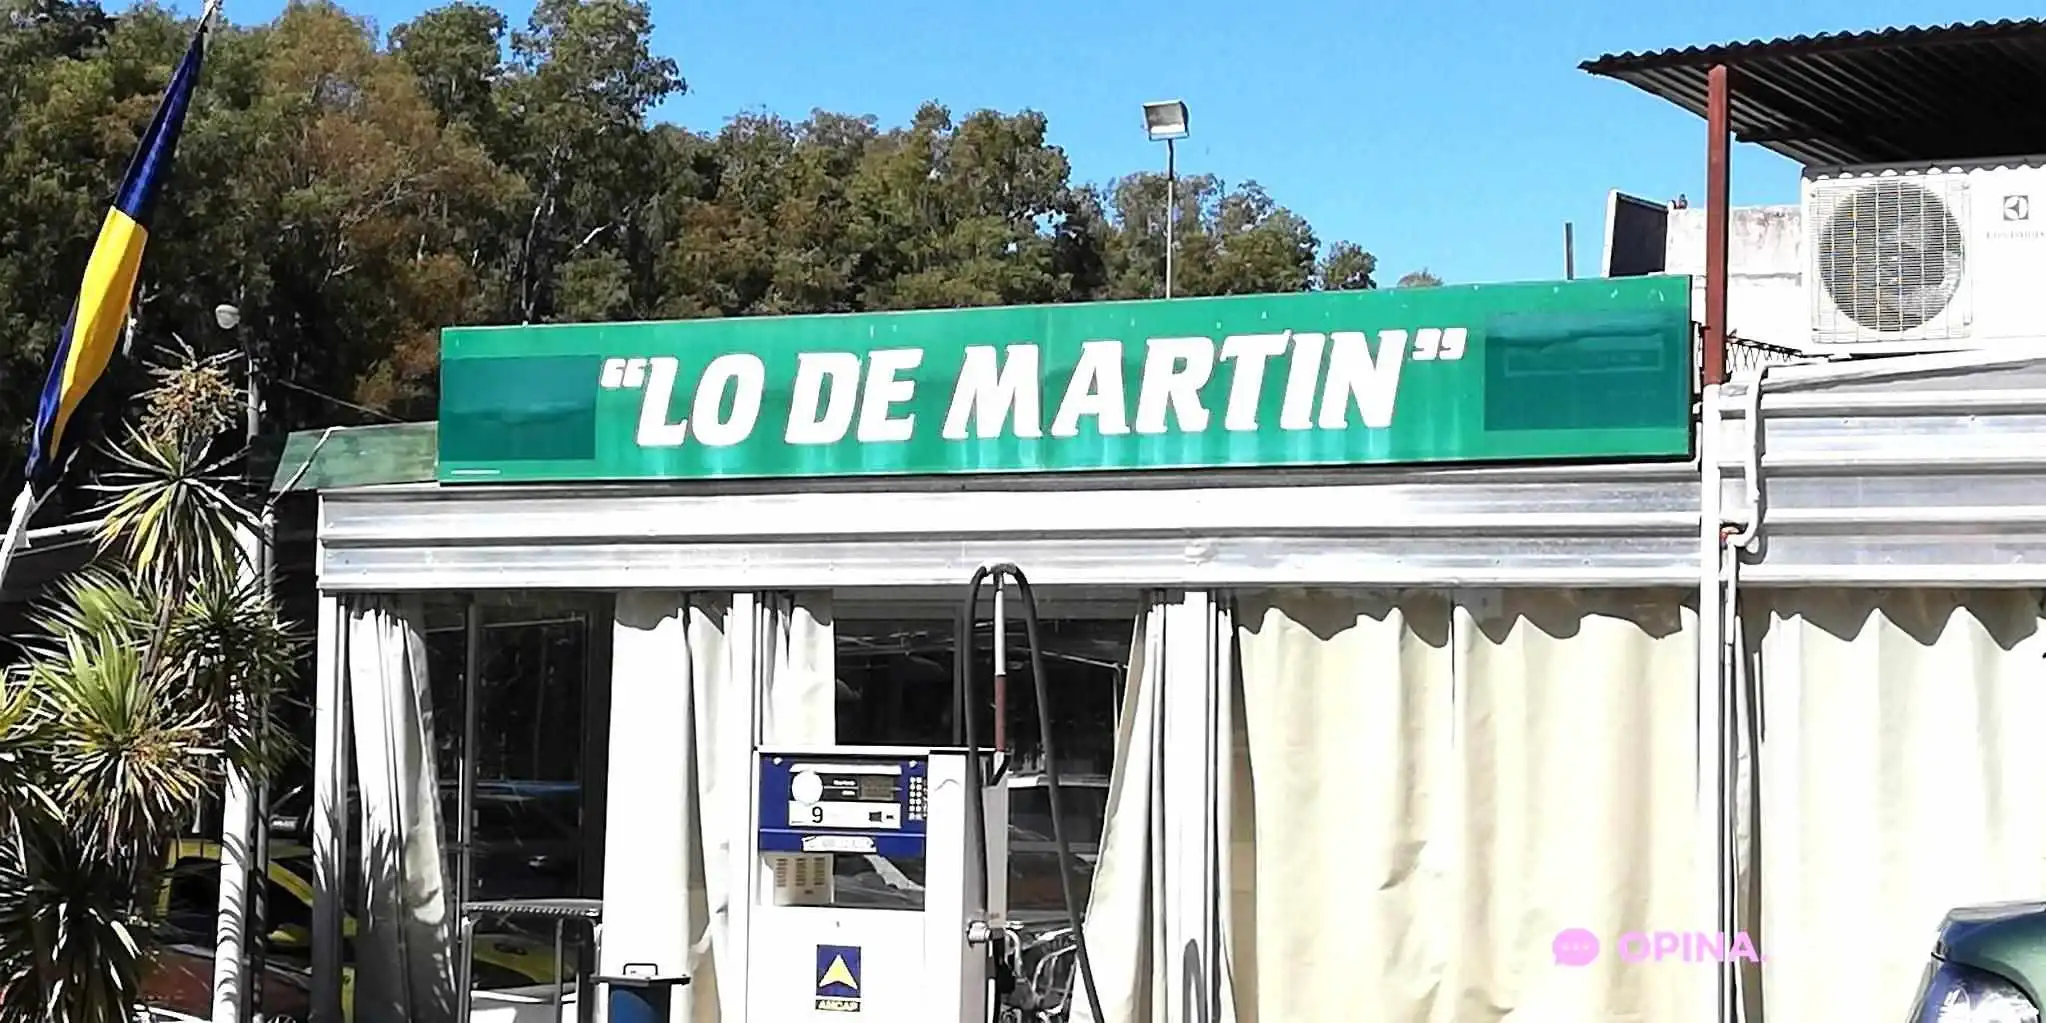 “LO DE MARTIN”
9
ANCAP
OPINA.